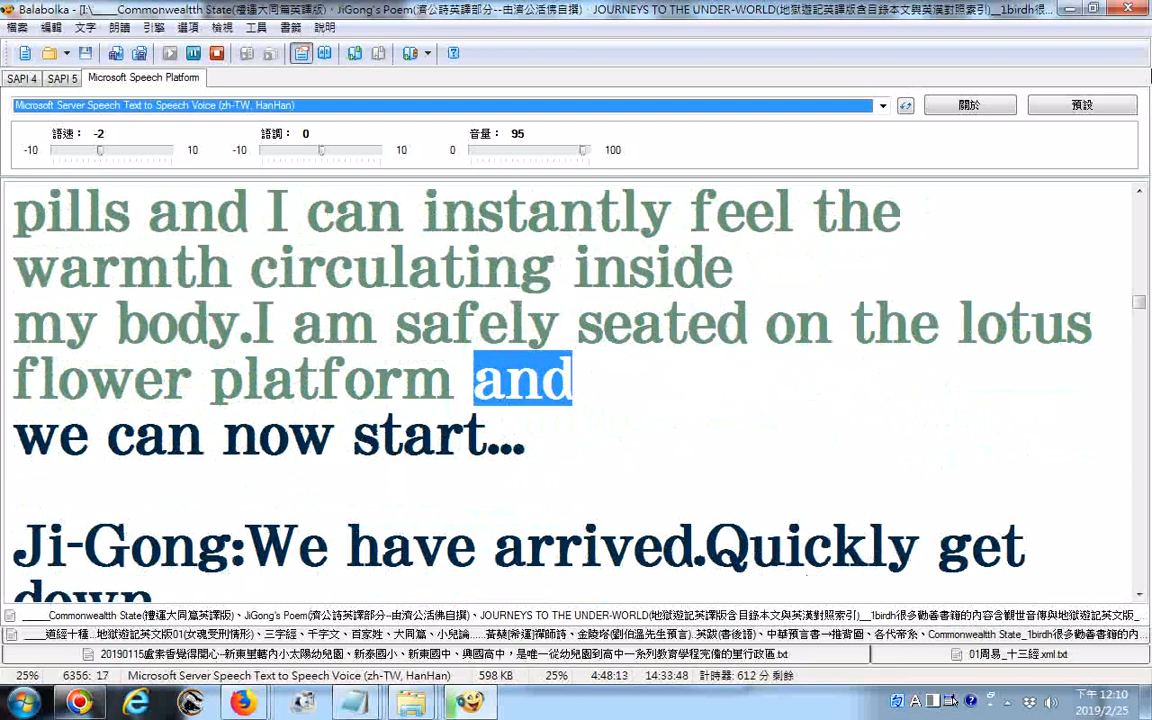 Balabolka - [I:\____Commonwealtth State(禮運大同篇英譯版)、JiGong's Poem(濟公詩英譯部分--由濟公活佛自撰)、JOURNEYS TO THE UNDER-WORLD(地獄遊記英譯版含目錄本文與英漢對照索引)__1birdh很...
檔案 編輯 文字 朗讀 引擎 選項 檢視 工具 書籤 說明
SAPI 4 SAPI 5 Microsoft Speech Platform
Microsoft Server Speech Text to Speech Voice (zh-TW, HanHan) 關於 預設
語速： -2 語調： 0 音量： 95
-10 10 -10 10 0 100
pills and I can instantly feel the
warmth circulating inside
my body.I am safely seated on the lotus
flower platform and
we can now start...
Ji-Gong:We have arrived.Quickly get
down
____Commonwealtth State(禮運大同篇英譯版)、JiGong's Poem(濟公詩英譯部分--由濟公活佛自撰)、JOURNEYS TO THE UNDER-WORLD(地獄遊記英譯版含目錄本文與英漢對照索引)__1birdh很多勸善書籍的內容含觀世音傳與地獄遊記英文版_
____道經十種...地獄遊記英文版01(女魂受刑情形)、三字經、千字文、百家姓、大同篇、小兒論......黃蘗[希運]禪師詩、金陵塔(劉伯溫先生預言).英跋(書後語)、中華預言書一推背圖、各代帝系、Commonwealth State_1birdh很多勸善書籍的內...
20190115盧素香覺得開心--新東里轄內小太陽幼兒園、新泰國小、新東國中、興國高中，是唯一從幼兒園到高中一系列教育學程完備的里行政區.txt 01周易_十三經.xml.txt
25% 6356: 17 Microsoft Server Speech Text to Speech Voice (zh-TW, HanHan) 598 KB 25% 4:48:13 14:33:48 計時器： 612 分 剩餘
下午 12:10
2019/2/25